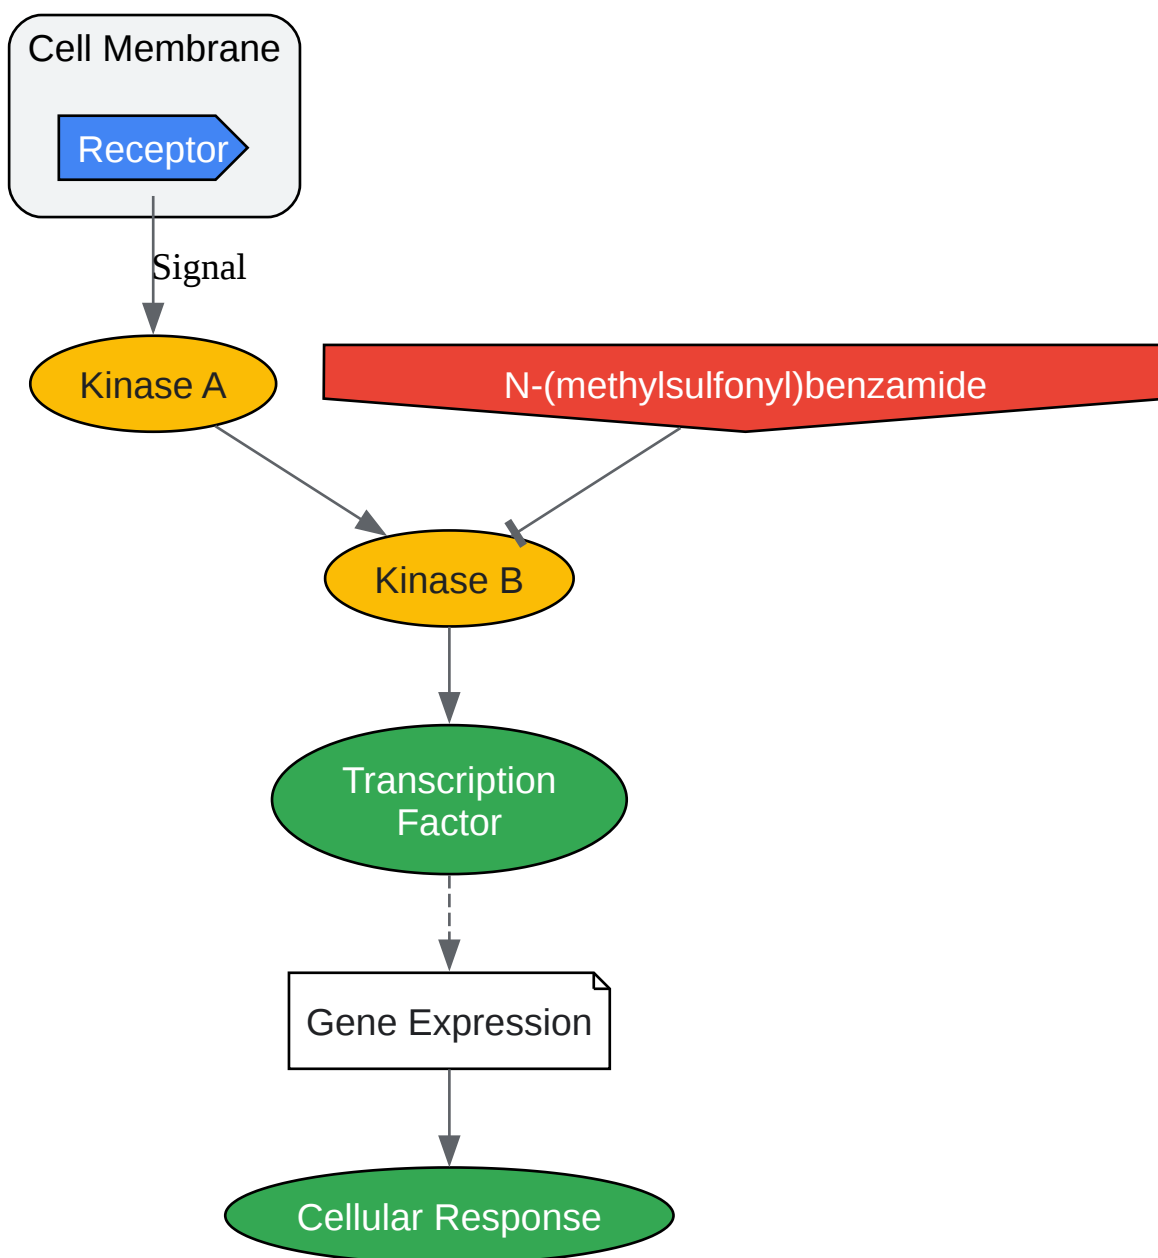 Cell Membrane
Receptor
Signal
Kinase A
N-(methylsulfonyl)benzamide
Kinase B
Transcription
Factor
Gene Expression
Cellular Response